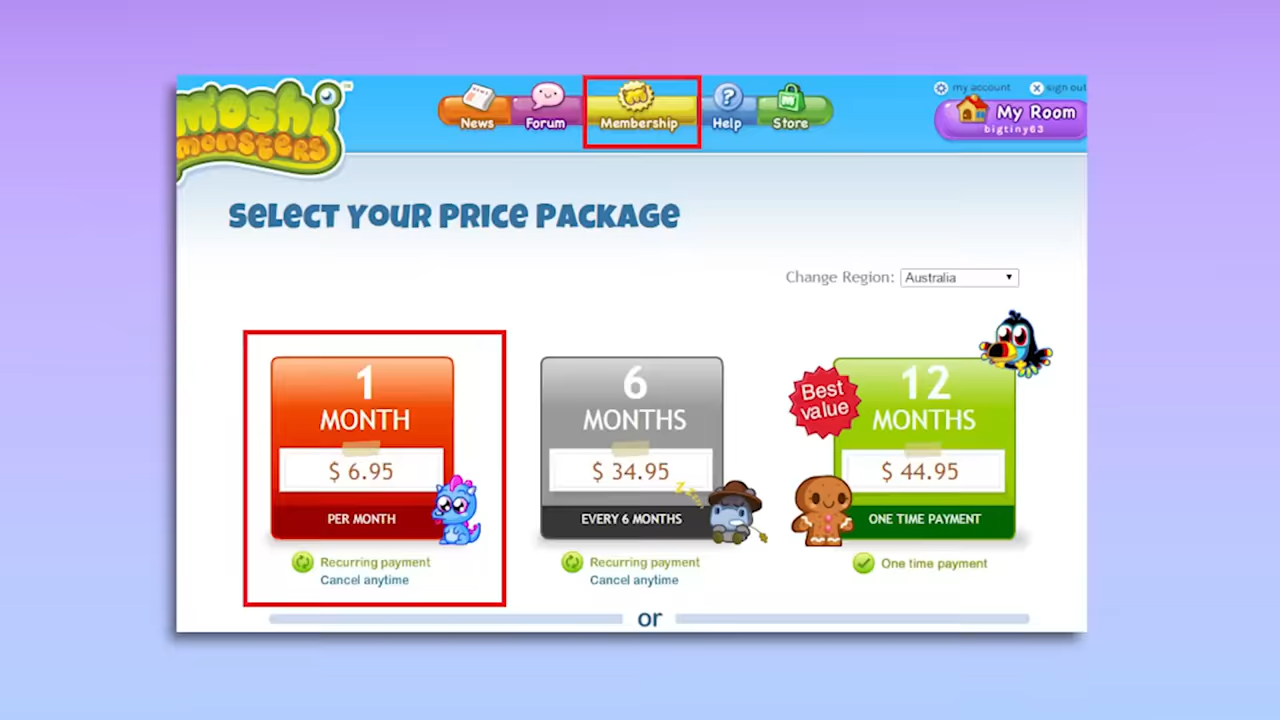 moshi monsters™
News
Forum
Membership
Help
Store
my account
sign out
My Room
bigtiny63
Select your price package
Change Region: Australia
Best value
1 MONTH
$ 6.95
PER MONTH
Recurring payment
Cancel anytime
6 MONTHS
$ 34.95
EVERY 6 MONTHS
Recurring payment
Cancel anytime
12 MONTHS
$ 44.95
ONE TIME PAYMENT
One time payment
or